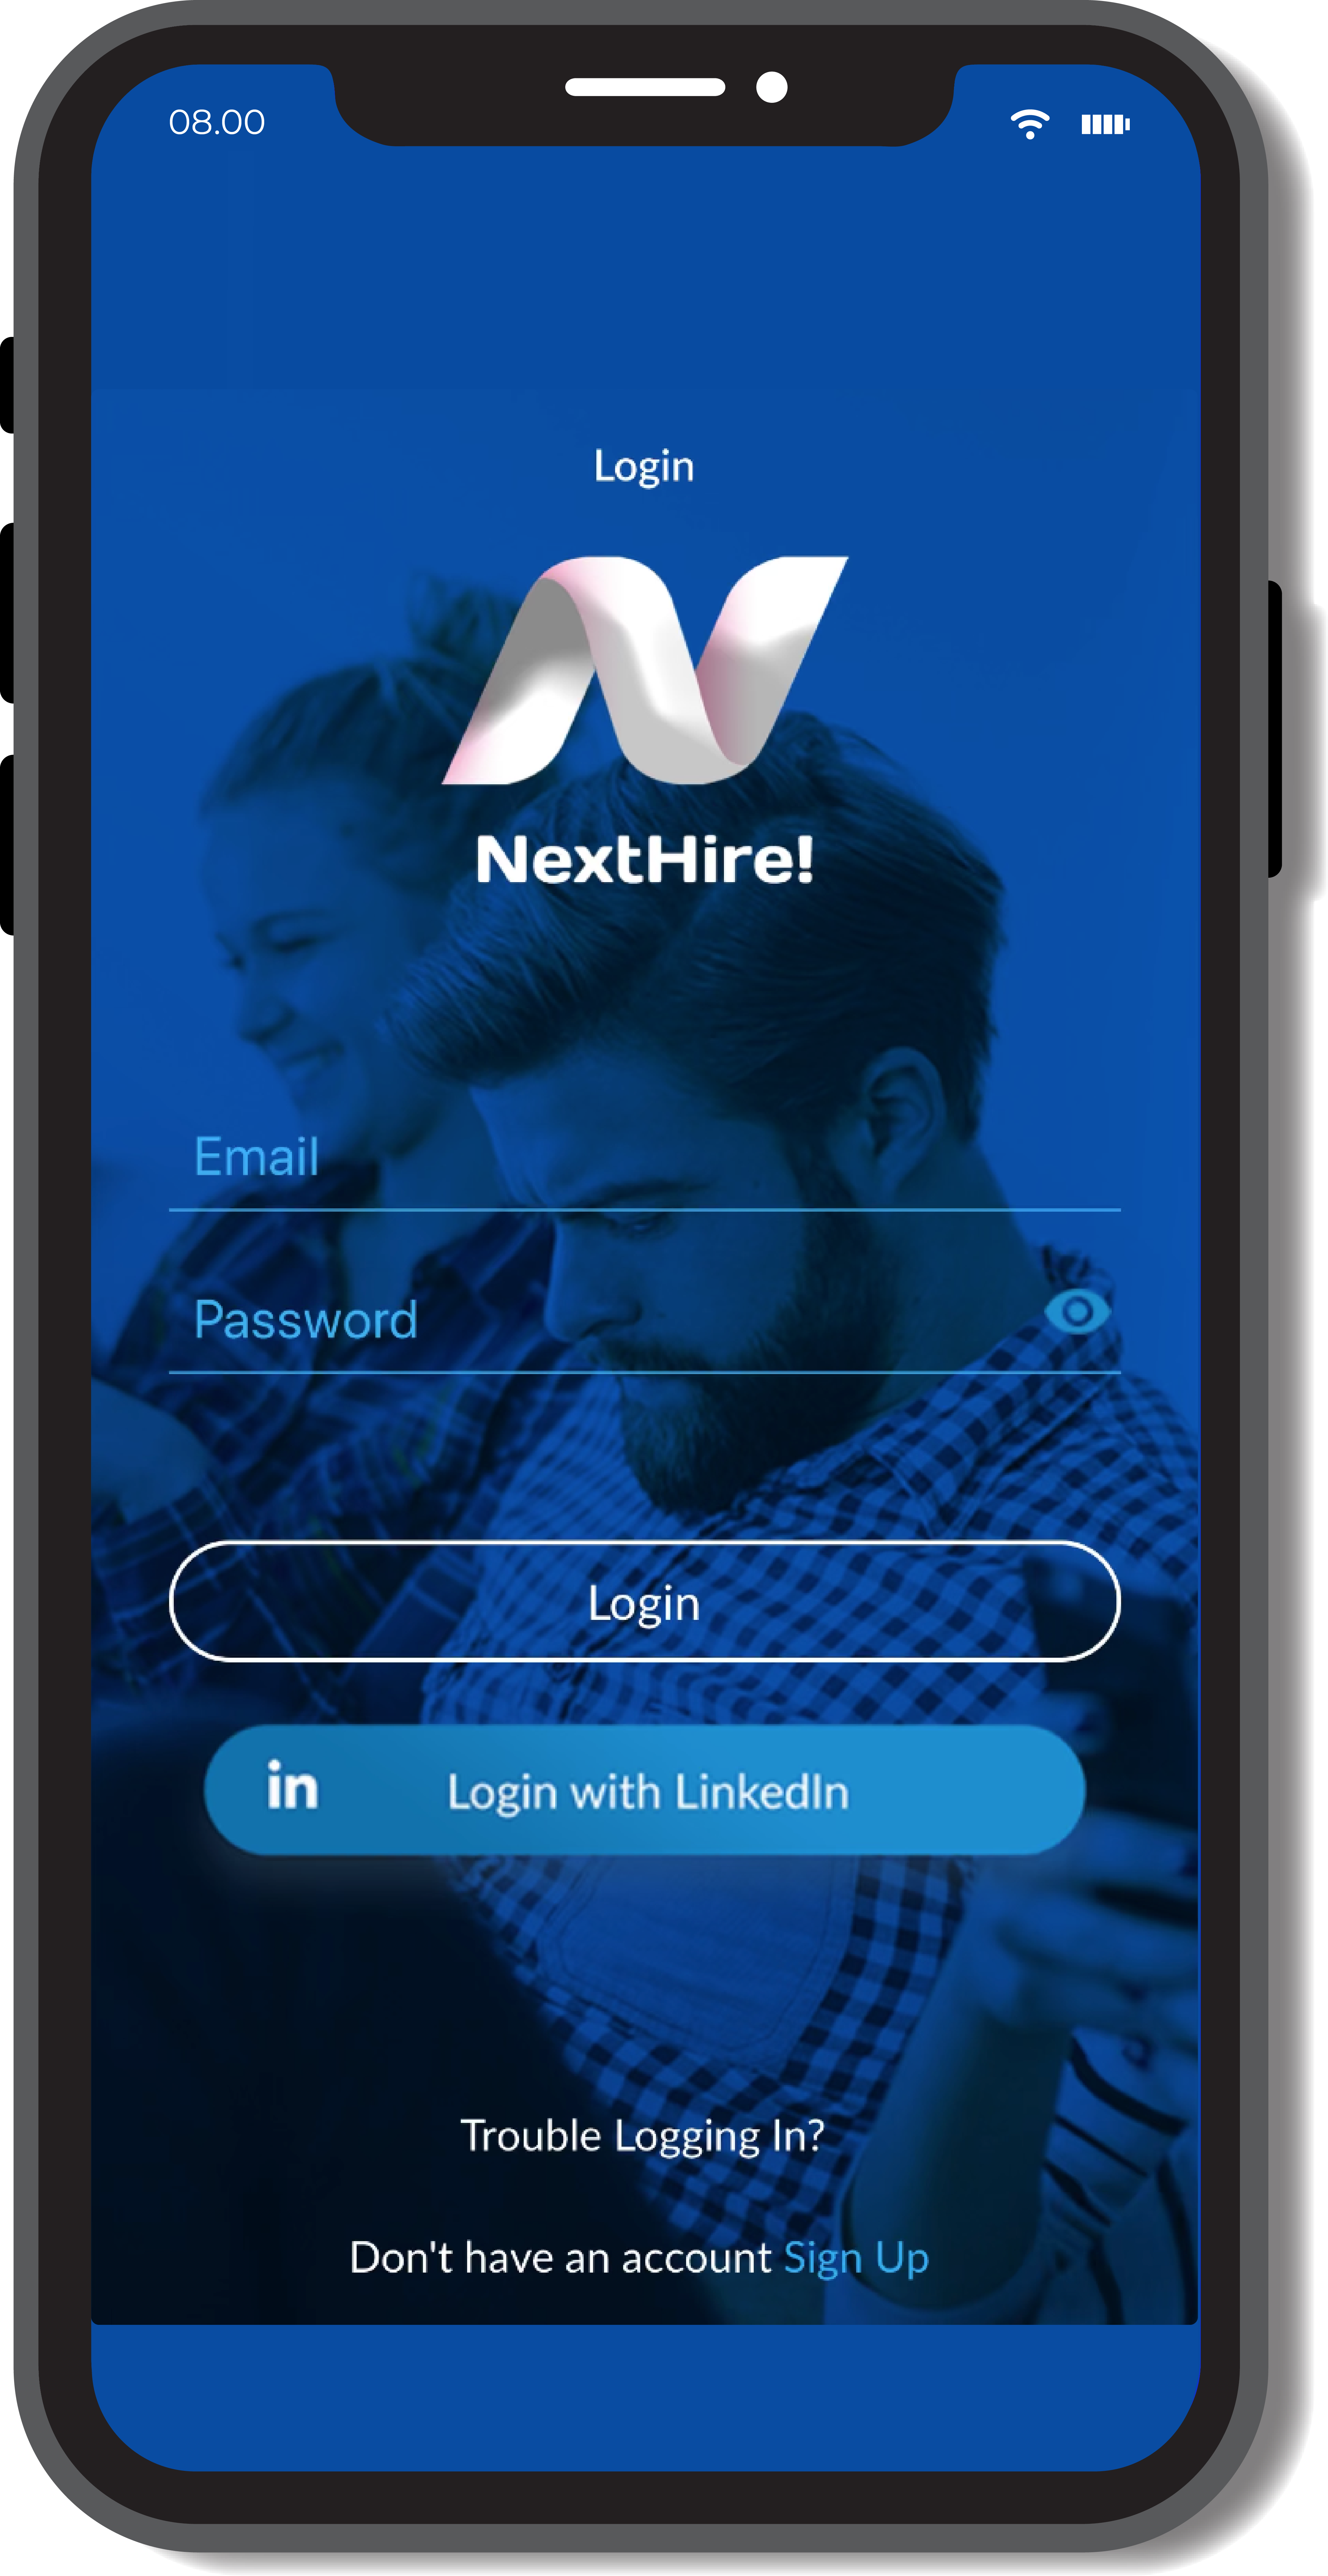 08.00
Login
NextHire!
Email
Password
Login
in Login with LinkedIn
Trouble Logging In?
Don't have an account Sign Up